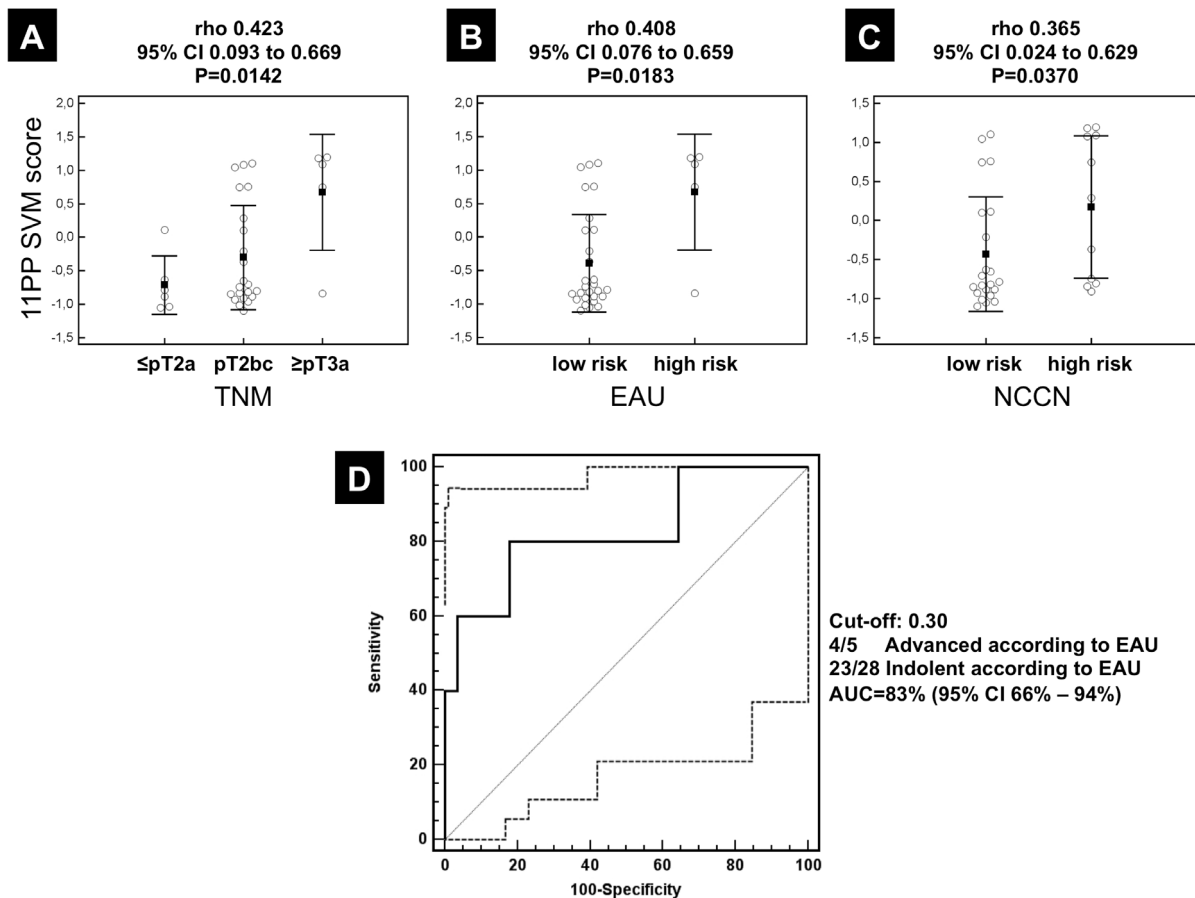 A
rho 0.423
95% CI 0.093 to 0.669
P=0.0142
B
rho 0.408
95% CI 0.076 to 0.659
P=0.0183
C
rho 0.365
95% CI 0.024 to 0.629
P=0.0370
11PP SVM score
2,0
1,5
1,0
0,5
0,0
-0,5
-1,0
-1,5
≤pT2a pT2bc ≥pT3a
TNM
2,0
1,5
1,0
0,5
0,0
-0,5
-1,0
-1,5
low risk high risk
EAU
1,5
1,0
0,5
0,0
-0,5
-1,0
-1,5
low risk high risk
NCCN
D
Sensitivity
100
80
60
40
20
0
0 20 40 60 80 100
100-Specificity
Cut-off: 0.30
4/5 Advanced according to EAU
23/28 Indolent according to EAU
AUC=83% (95% CI 66% – 94%)